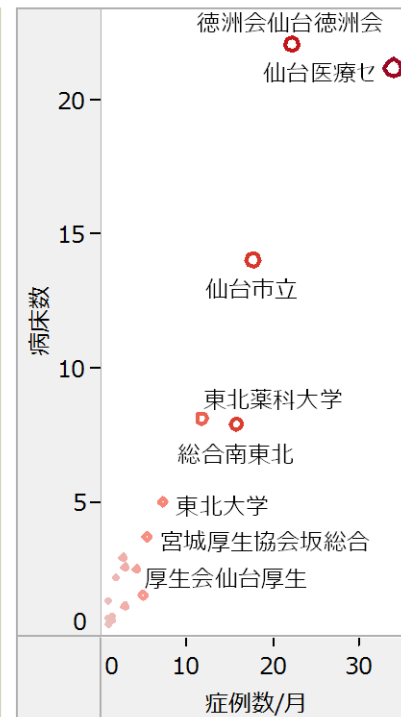 徳洲会仙台徳洲会
仙台医療セ
20
15
仙台市立
病床数
10
東北薬科大学
総合南東北
5
東北大学
宮城厚生協会坂総合
厚生会仙台厚生
0
0 10 20 30
症例数/月